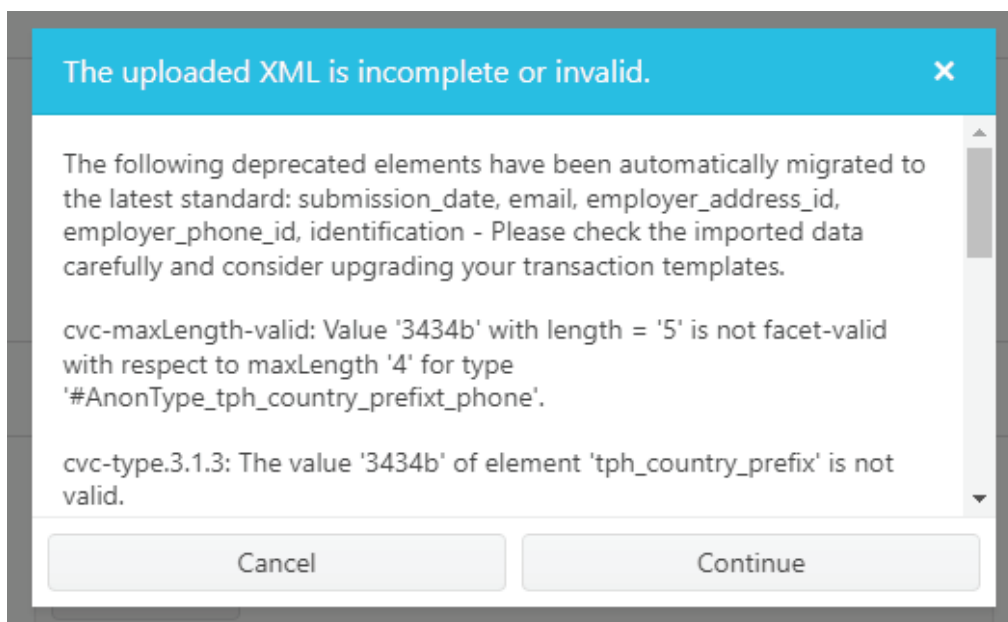 The uploaded XML is incomplete or invalid.
The following deprecated elements have been automatically migrated to
the latest standard: submission_date, email, employer_address_id,
employer_phone_id, identification - Please check the imported data
carefully and consider upgrading your transaction templates.
cvc-maxLength-valid: Value '3434b' with length = '5' is not facet-valid
with respect to maxLength '4' for type
'#AnonType_tph_country_prefixt_phone'.
cvc-type.3.1.3: The value '3434b' of element 'tph_country_prefix' is not
valid.
Cancel
Continue